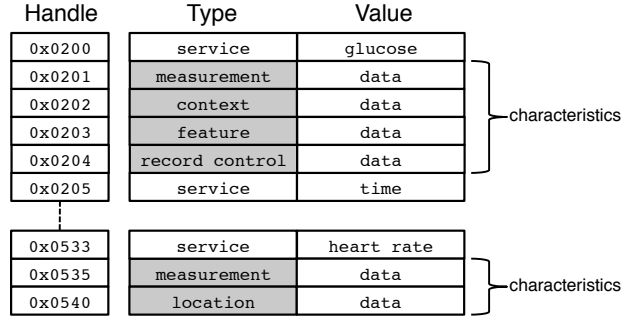 Handle Type Value
0x0200 service glucose
0x0201 measurement data
0x0202 context data
0x0203 feature data
characteristics
0x0204 record control data
0x0205 service time
0x0533 service heart rate
0x0535 measurement data
characteristics
0x0540 location data